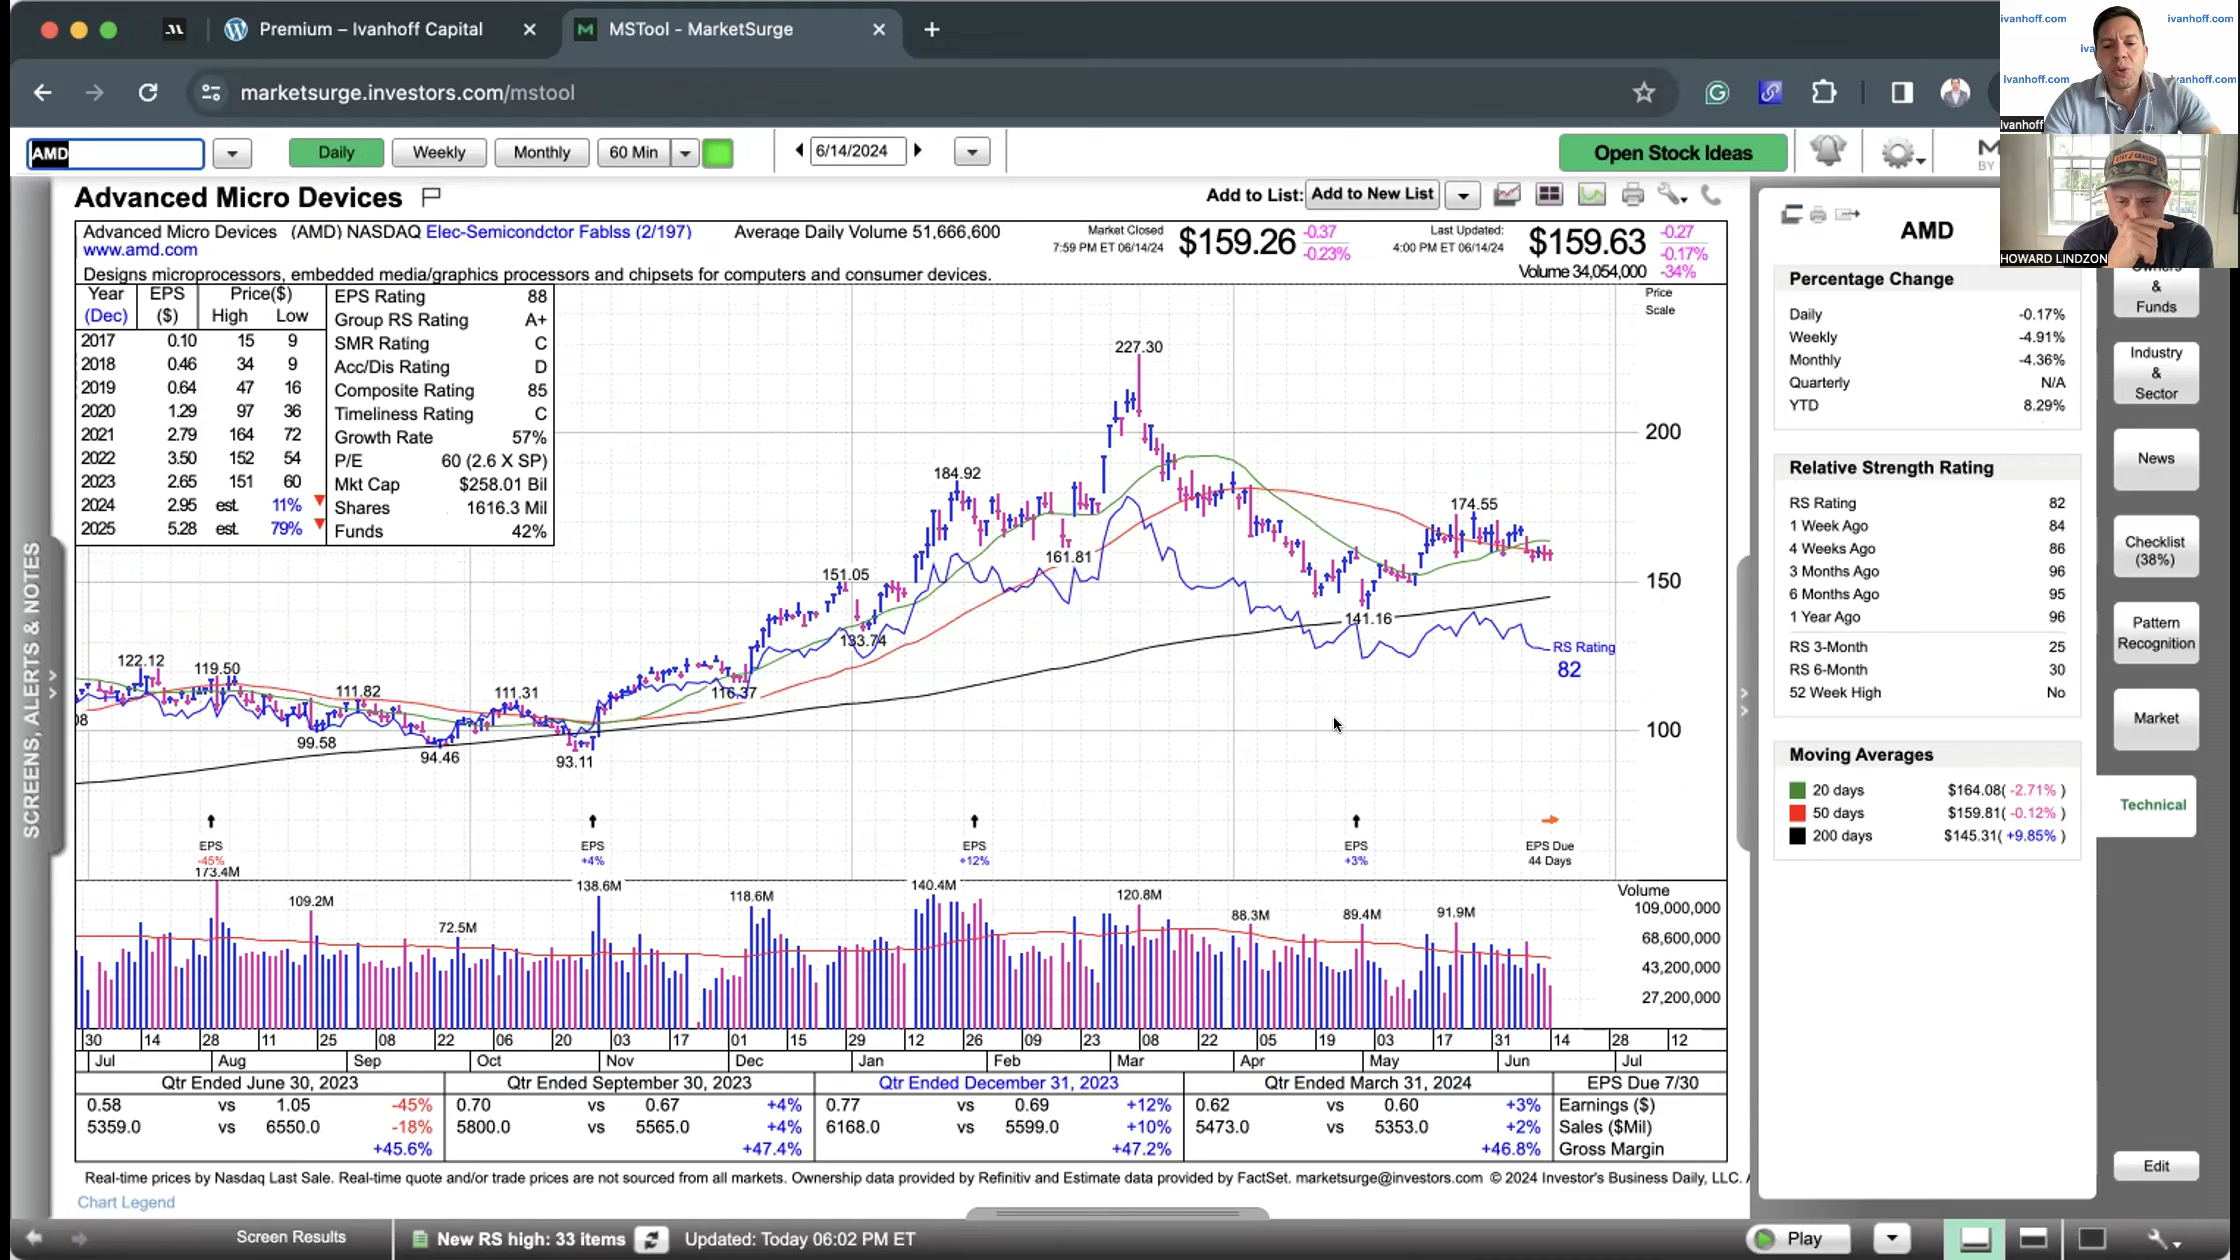 Premium – Ivanhoff Capital
MSTool - MarketSurge
marketsurge.investors.com/mstool
ivanhoff.com
ivanhoff.com
iva
ivanhoff.com
vanhoff.com
Ivanhoff
STAY CRAZY
HOWARD LINDZON
AMD
Daily
Weekly
Monthly
60 Min
6/14/2024
Open Stock Ideas
M
BY
Advanced Micro Devices
Add to List:
Add to New List
Advanced Micro Devices (AMD) NASDAQ Elec-Semicondctor Fablss (2/197) Average Daily Volume 51,666,600
www.amd.com
Market Closed
7:59 PM ET 06/14/24
$159.26
-0.37
-0.23%
Last Updated:
4:00 PM ET 06/14/24
$159.63
-0.27
-0.17%
Volume 34,054,000 -34%
Designs microprocessors, embedded media/graphics processors and chipsets for computers and consumer devices.
Year EPS Price($)
(Dec) ($) High Low
2017 0.10 15 9
2018 0.46 34 9
2019 0.64 47 16
2020 1.29 97 36
2021 2.79 164 72
2022 3.50 152 54
2023 2.65 151 60
2024 2.95 est. 11%
2025 5.28 est. 79%
EPS Rating 88
Group RS Rating A+
SMR Rating C
Acc/Dis Rating D
Composite Rating 85
Timeliness Rating C
Growth Rate 57%
P/E 60 (2.6 X SP)
Mkt Cap $258.01 Bil
Shares 1616.3 Mil
Funds 42%
Price
Scale
227.30
200
184.92
174.55
161.81
151.05
150
141.16
133.74
RS Rating
82
122.12
119.50
116.37
111.82
111.31
08
100
99.58
94.46
93.11
EPS
-45%
EPS
+4%
EPS
+12%
EPS
+3%
EPS Due
44 Days
173.4M
109.2M
72.5M
138.6M
118.6M
140.4M
120.8M
88.3M
89.4M
91.9M
Volume
109,000,000
68,600,000
43,200,000
27,200,000
30 14 28 11 25 08 22 06 20 03 17 01 15 29 12 26 09 23 08 22 05 19 03 17 31 14 28 12
Jul Aug Sep Oct Nov Dec Jan Feb Mar Apr May Jun Jul
Qtr Ended June 30, 2023 Qtr Ended September 30, 2023 Qtr Ended December 31, 2023 Qtr Ended March 31, 2024 EPS Due 7/30
0.58 vs 1.05 -45% 0.70 vs 0.67 +4% 0.77 vs 0.69 +12% 0.62 vs 0.60 +3% Earnings ($)
5359.0 vs 6550.0 -18% 5800.0 vs 5565.0 +4% 6168.0 vs 5599.0 +10% 5473.0 vs 5353.0 +2% Sales ($Mil)
+45.6% +47.4% +47.2% +46.8% Gross Margin
Real-time prices by Nasdaq Last Sale. Real-time quote and/or trade prices are not sourced from all markets. Ownership data provided by Refinitiv and Estimate data provided by FactSet. marketsurge@investors.com © 2024 Investor's Business Daily, LLC. A
Chart Legend
SCREENS, ALERTS & NOTES
AMD
Percentage Change
Daily -0.17%
Weekly -4.91%
Monthly -4.36%
Quarterly N/A
YTD 8.29%
Relative Strength Rating
RS Rating 82
1 Week Ago 84
4 Weeks Ago 86
3 Months Ago 96
6 Months Ago 95
1 Year Ago 96
RS 3-Month 25
RS 6-Month 30
52 Week High No
Moving Averages
20 days $164.08( -2.71% )
50 days $159.81( -0.12% )
200 days $145.31( +9.85% )
Owners
&
Funds
Industry
&
Sector
News
Checklist
(38%)
Pattern
Recognition
Market
Technical
Edit
Screen Results
New RS high: 33 items
Updated: Today 06:02 PM ET
Play